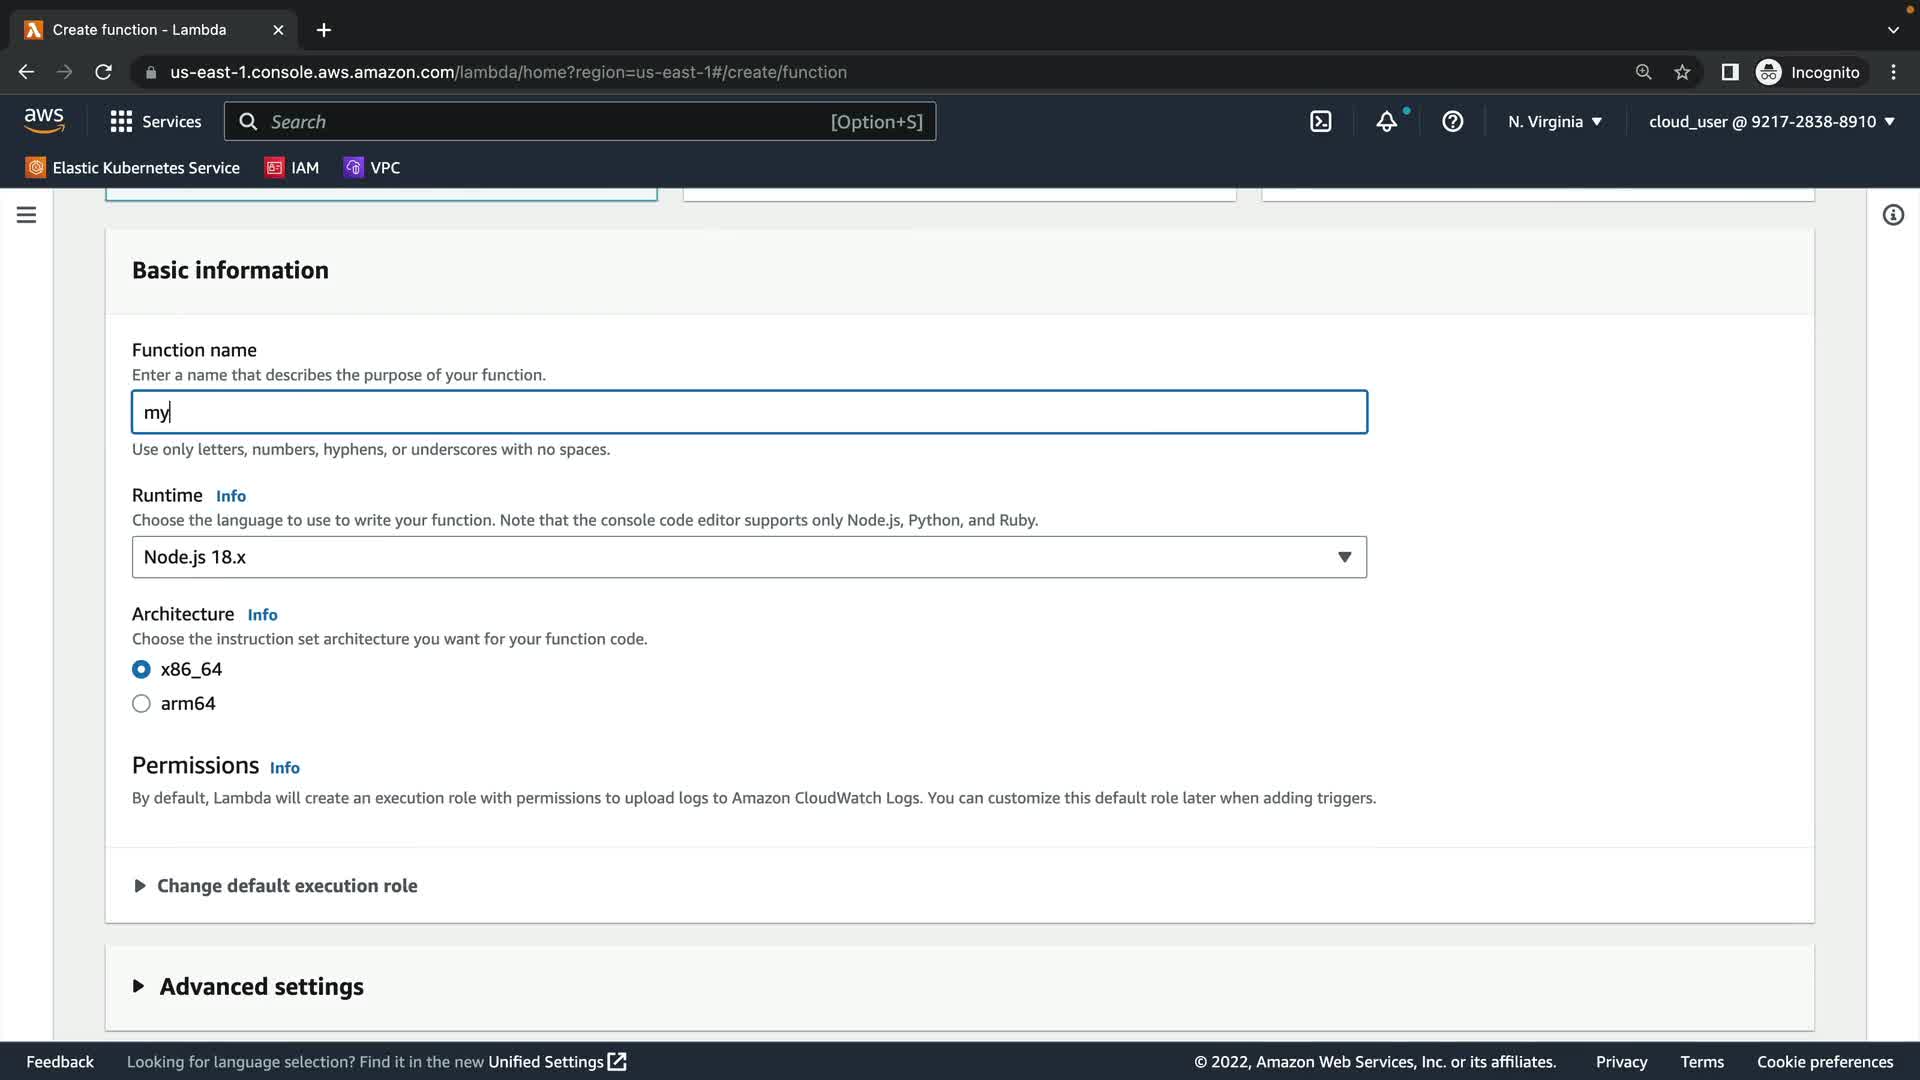 Create function - Lambda
us-east-1.console.aws.amazon.com/lambda/home?region=us-east-1#/create/function
Incognito
aws
Services
Search
[Option+S]
N. Virginia
cloud_user @ 9217-2838-8910
Elastic Kubernetes Service
IAM
VPC
Basic information
Function name
Enter a name that describes the purpose of your function.
my
Use only letters, numbers, hyphens, or underscores with no spaces.
Runtime Info
Choose the language to use to write your function. Note that the console code editor supports only Node.js, Python, and Ruby.
Node.js 18.x
Architecture Info
Choose the instruction set architecture you want for your function code.
x86_64
arm64
Permissions Info
By default, Lambda will create an execution role with permissions to upload logs to Amazon CloudWatch Logs. You can customize this default role later when adding triggers.
Change default execution role
Advanced settings
Feedback
Looking for language selection? Find it in the new Unified Settings
© 2022, Amazon Web Services, Inc. or its affiliates.
Privacy
Terms
Cookie preferences